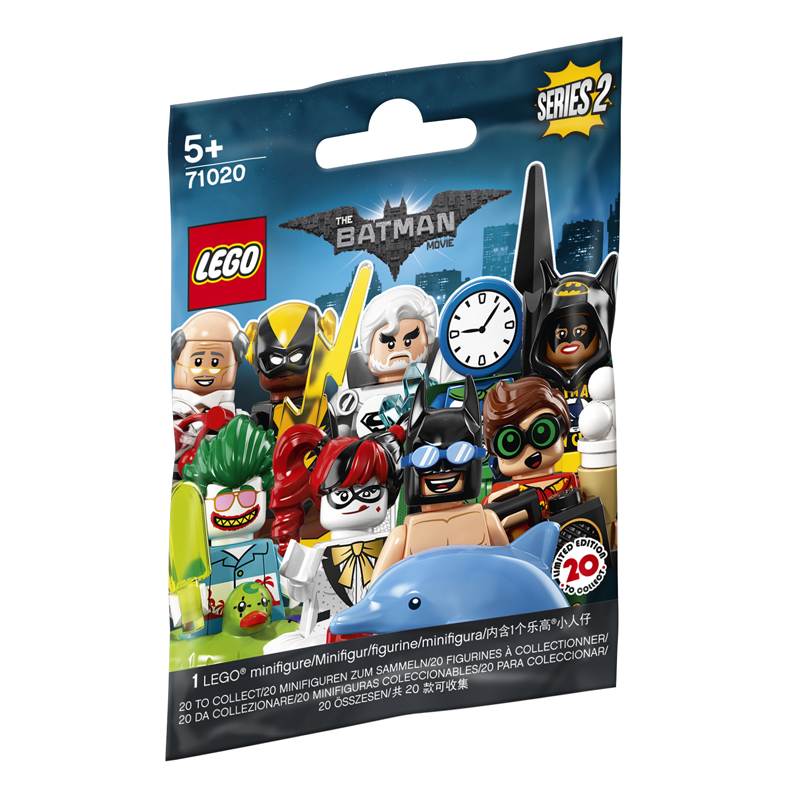 SERIES 2
5+
71020
THE
BATMAN
MOVIE
LEGO
LIMITED EDITION
20
TO COLLECT
1 LEGO® minifigure/Minifigur/figurine/minifigura/内含1个乐高®小人仔
20 TO COLLECT/20 MINIFIGUREN ZUM SAMMELN/20 FIGURINES À COLLECTIONNER/
20 DA COLLEZIONARE/20 MINIFIGURAS COLECCIONABLES/20 PARA COLECCIONAR/
20 ÖSSZESEN/共 20 款可收集